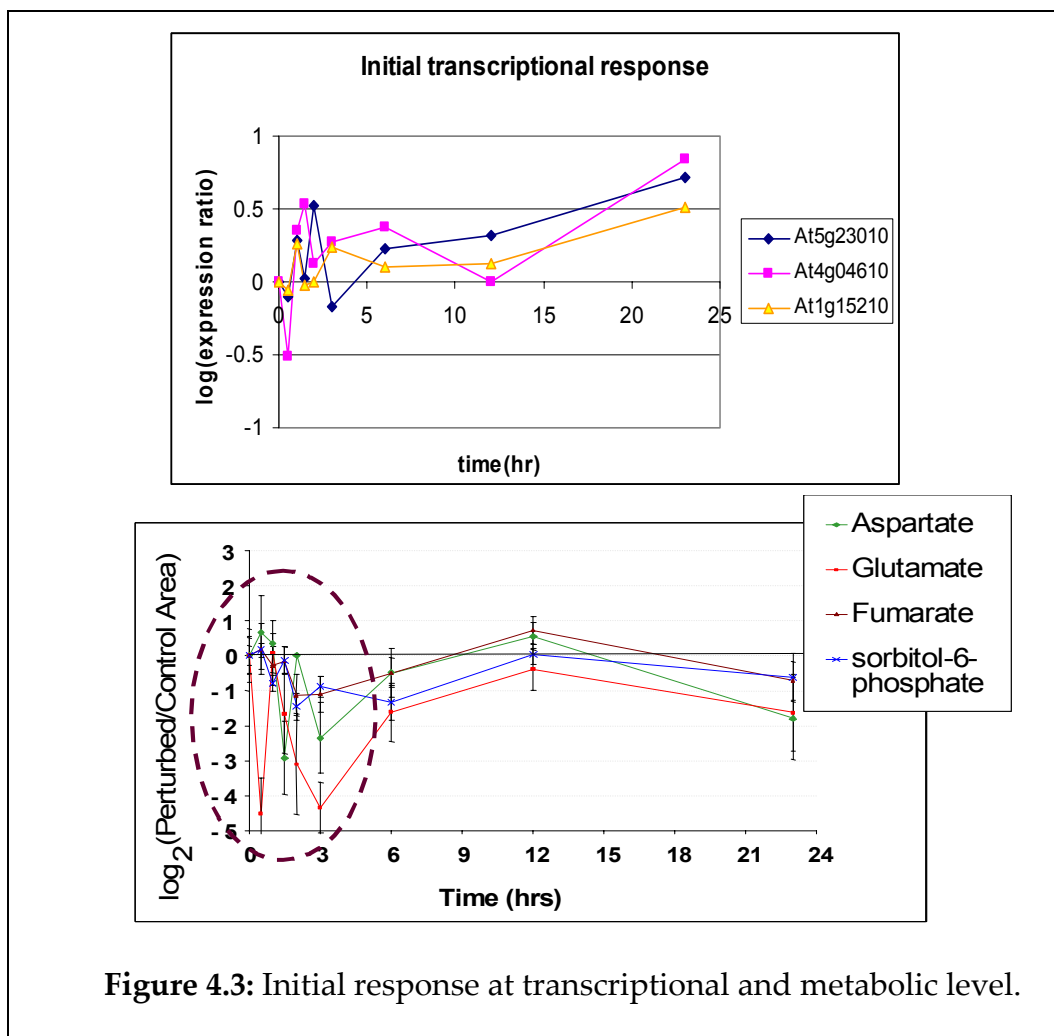 Initial transcriptional response
log(expression ratio)
1
0.5
0
-0.5
-1
0
5
10
15
20
25
time(hr)
At5g23010
At4g04610
At1g15210
log2(Perturbed/Control Area)
3
2
1
0
- 1
- 2
- 3
- 4
- 5
0
3
6
9
12
15
18
21
24
Time (hrs)
Aspartate
Glutamate
Fumarate
sorbitol-6-
phosphate
Figure 4.3: Initial response at transcriptional and metabolic level.